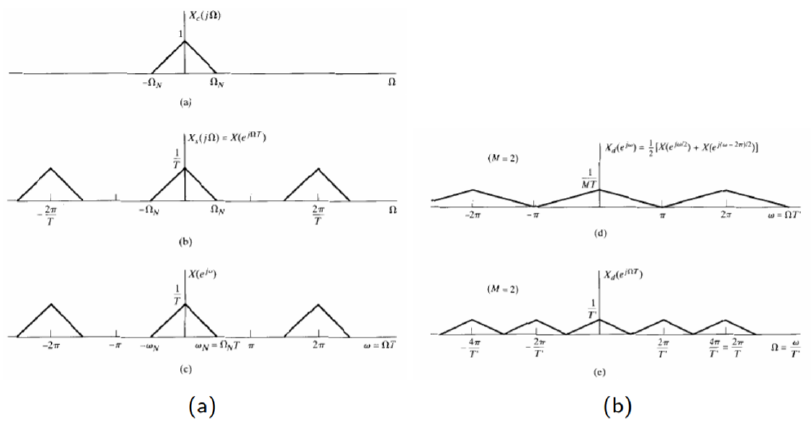 X_c(jΩ)
1
-Ω_N Ω_N Ω
(a)
X_s(jΩ) = X(e^{jΩT})
1/T
-2π/T -Ω_N Ω_N 2π/T Ω
(b)
X(e^{jω})
1/T
-2π -π -ω_N ω_N = Ω_N T π 2π ω = ΩT
(c)
(a)
X_d(e^{jω}) = 1/2 [X(e^{jω/2}) + X(e^{j(ω - 2π)/2})]
(M = 2)
1/MT
-2π -π π 2π ω = ΩT'
(d)
X_d(e^{jΩT'})
(M = 2)
1/T'
-4π/T' -2π/T' 2π/T' 4π/T' = 2π/T Ω = ω/T'
(e)
(b)